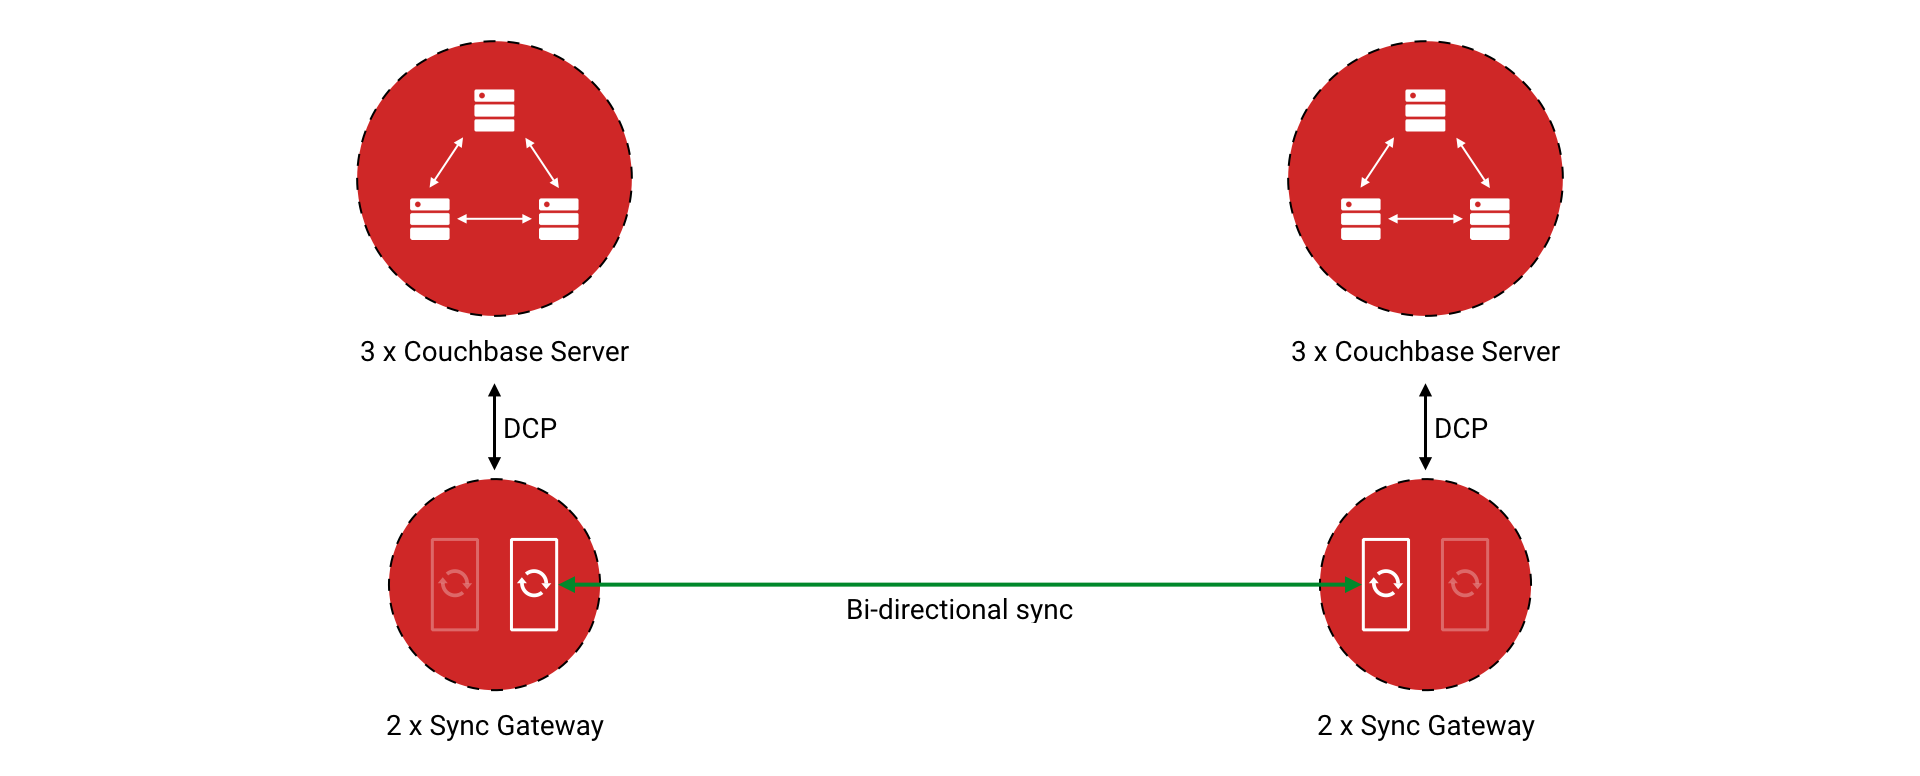 3 x Couchbase Server
3 x Couchbase Server
DCP
DCP
Bi-directional sync
2 x Sync Gateway
2 x Sync Gateway